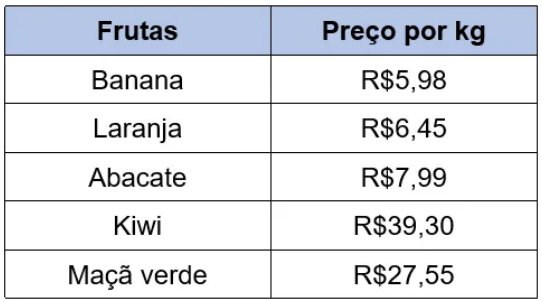 Frutas Preço por kg
Banana R$5,98
Laranja R$6,45
Abacate R$7,99
Kiwi R$39,30
Maçã verde R$27,55